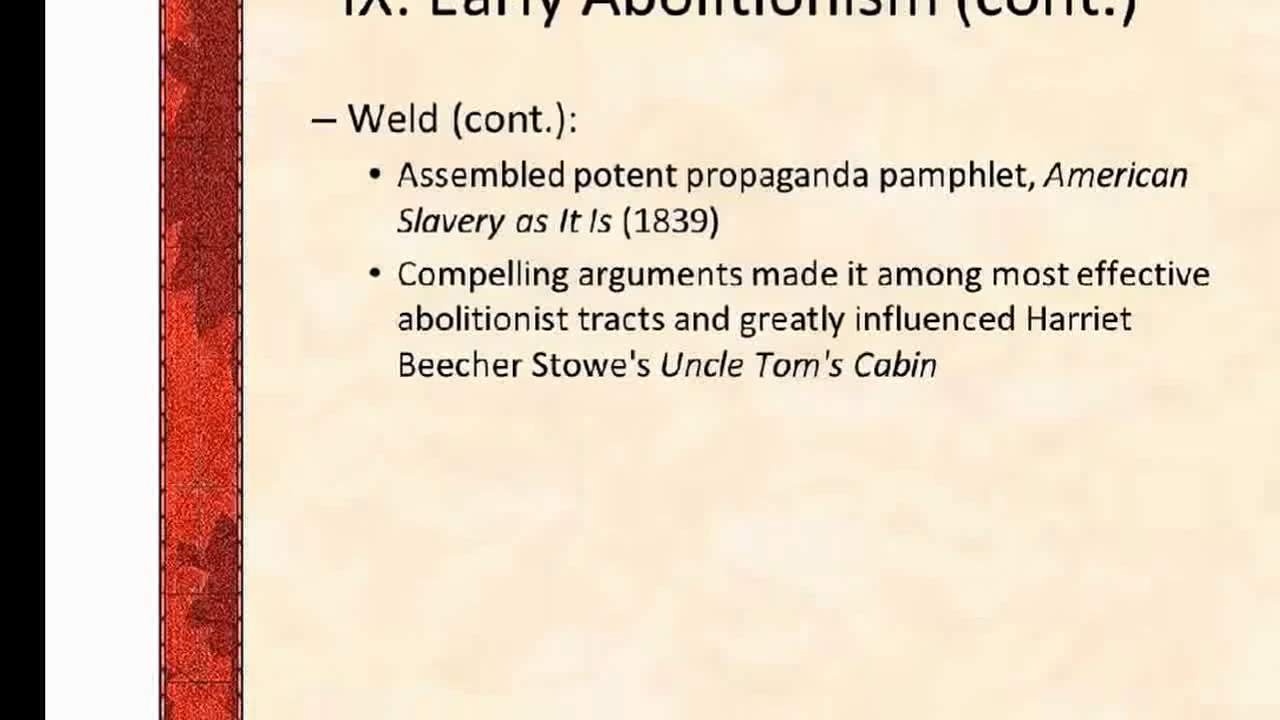 IX. Early Abolitionism (cont.)
– Weld (cont.):
• Assembled potent propaganda pamphlet, American
Slavery as It Is (1839)
• Compelling arguments made it among most effective
abolitionist tracts and greatly influenced Harriet
Beecher Stowe's Uncle Tom's Cabin